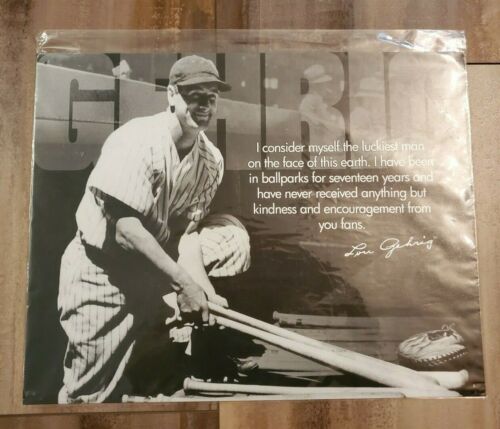 GEHRIG
I consider myself the luckiest man
on the face of this earth. I have been
in ballparks for seventeen years and
have never received anything but
kindness and encouragement from
you fans.
Lou Gehrig